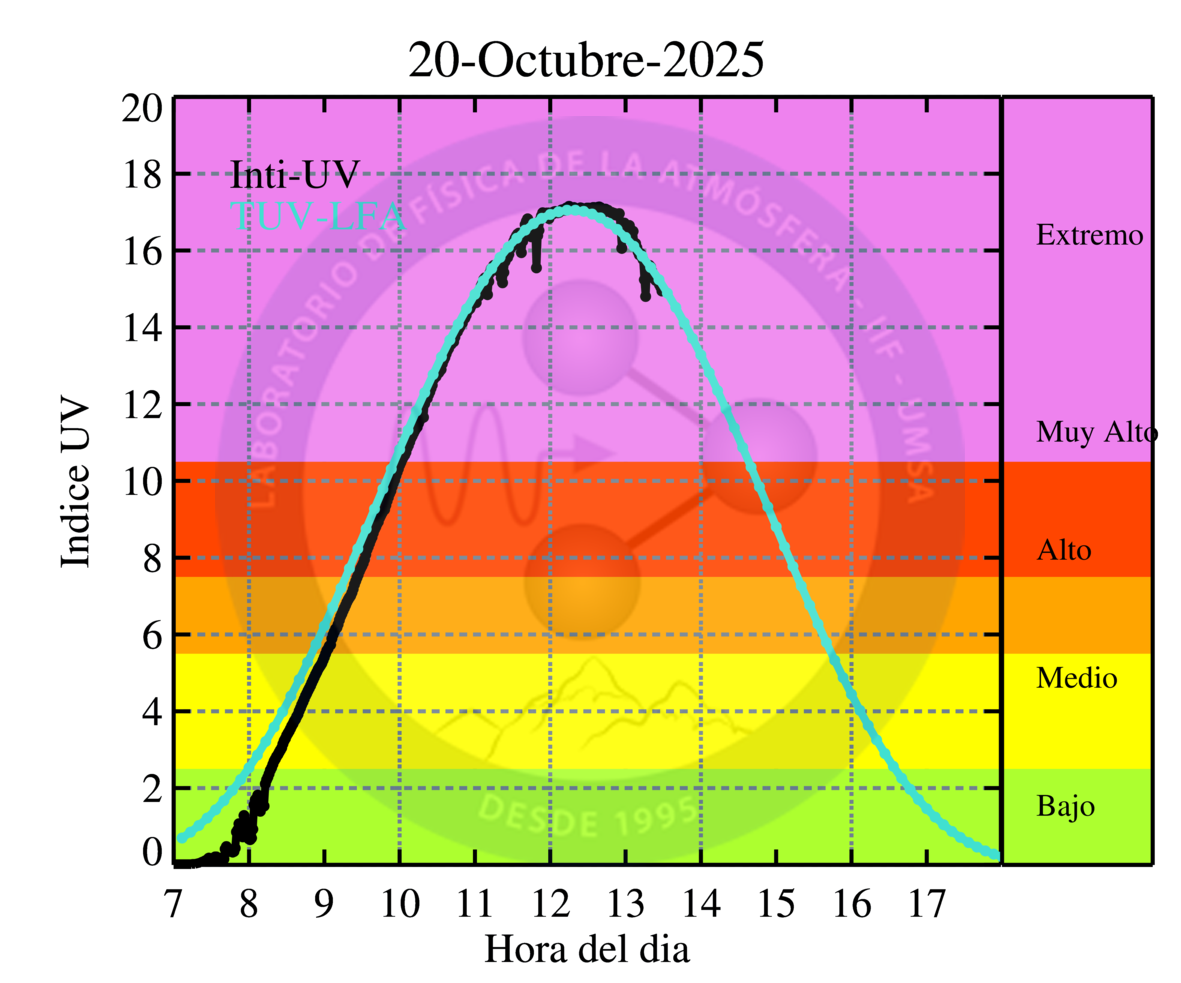 20-Octubre-2025
20
18
16
14
12
10
8
6
4
2
0
Indice UV
Inti-UV
TUV-LFA
LABORATORIO DE FÍSICA DE LA ATMÓSFERA - IIF - UMSA
DESDE 1995
Extremo
Muy Alto
Alto
Medio
Bajo
7 8 9 10 11 12 13 14 15 16 17
Hora del dia